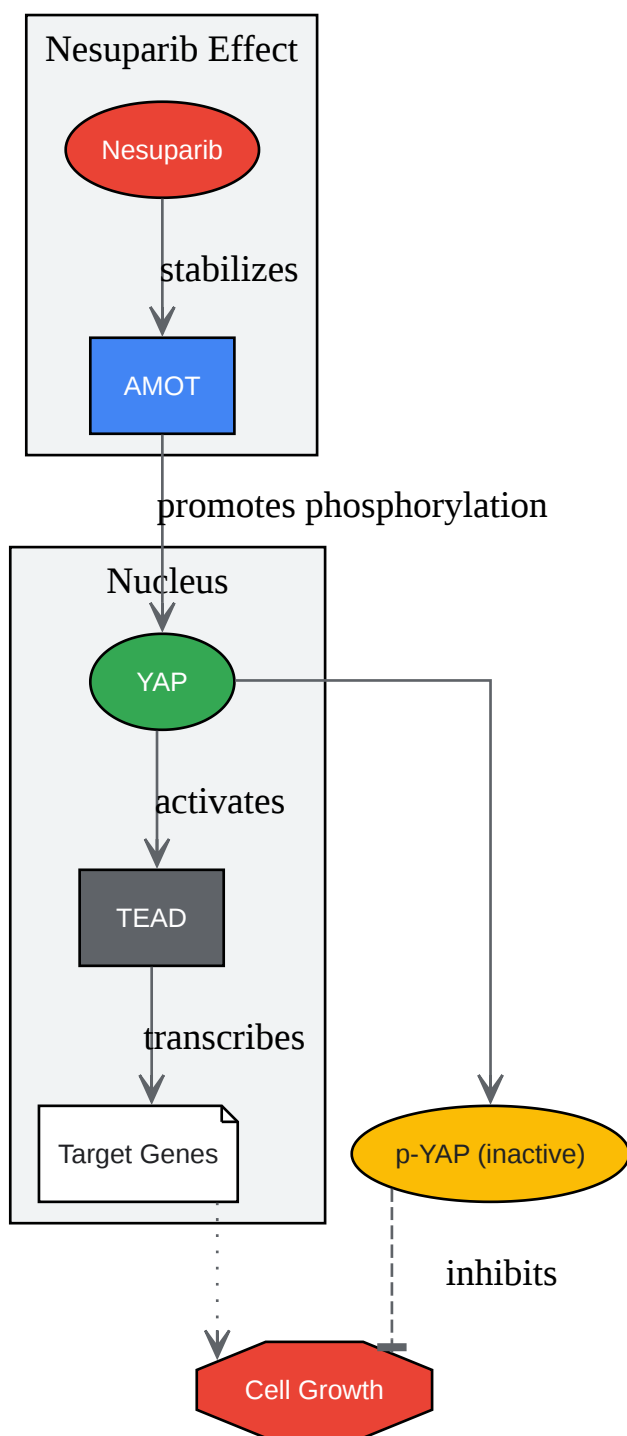 Nesuparib Effect
Nesuparib
stabilizes
AMOT
promotes phosphorylation
Nucleus
YAP
activates
TEAD
transcribes
Target Genes
p-YAP (inactive)
inhibits
Cell Growth